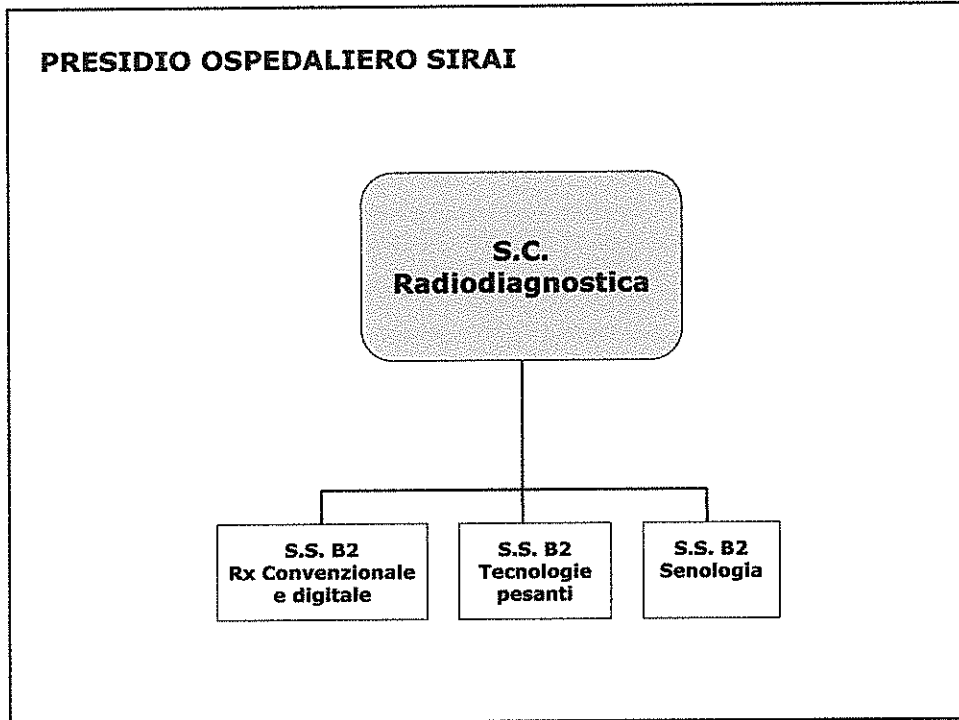 PRESIDIO OSPEDALIERO SIRAI
S.C.
Radiodiagnostica
S.S. B2
Rx Convenzionale
e digitale
S.S. B2
Tecnologie
pesanti
S.S. B2
Senologia